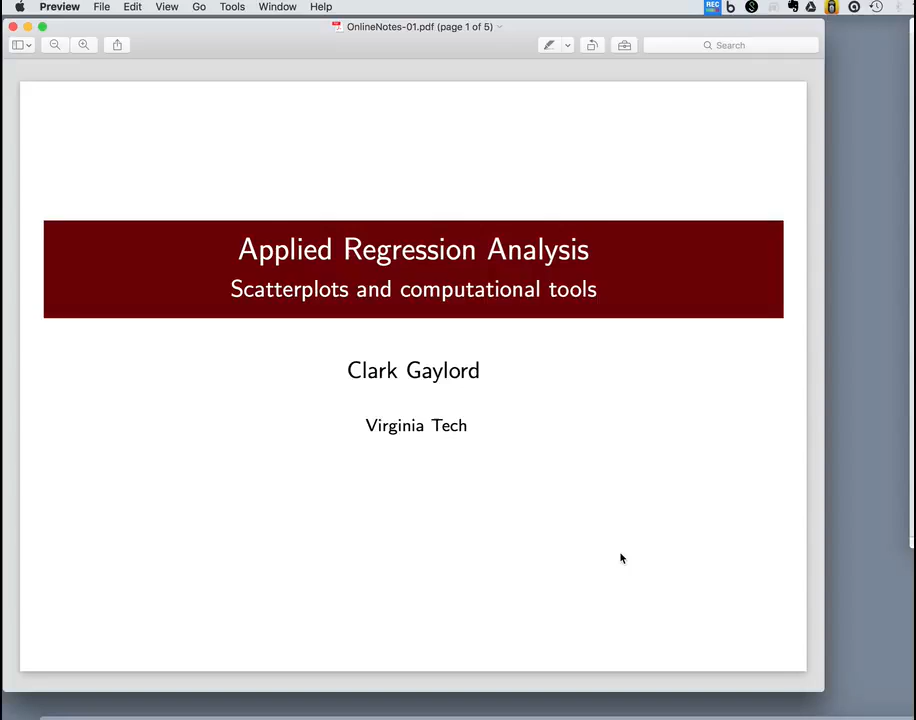 Preview File Edit View Go Tools Window Help
REC
OnlineNotes-01.pdf (page 1 of 5)
Search
Applied Regression Analysis
Scatterplots and computational tools
Clark Gaylord
Virginia Tech